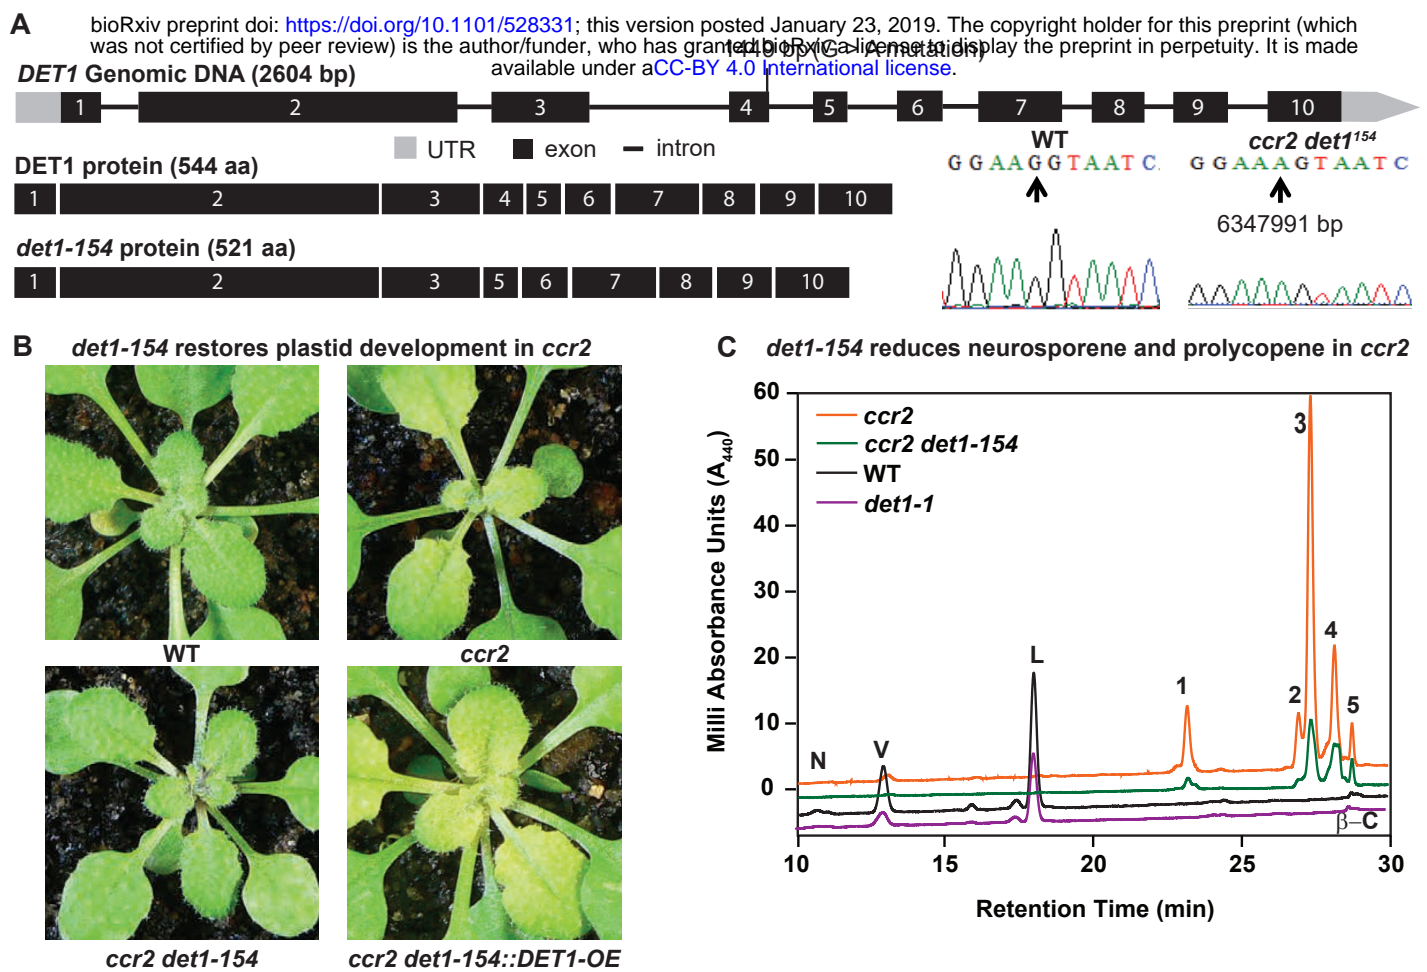 A
bioRxiv preprint doi: https://doi.org/10.1101/528331; this version posted January 23, 2019. The copyright holder for this preprint (which
was not certified by peer review) is the author/funder, who has granted bioRxiv a license to display the preprint in perpetuity. It is made
available under aCC-BY 4.0 International license.
1449 bp(G > A mutation)
DET1 Genomic DNA (2604 bp)
1 2 3 4 5 6 7 8 9 10
UTR exon intron
DET1 protein (544 aa)
1 2 3 4 5 6 7 8 9 10
det1-154 protein (521 aa)
1 2 3 5 6 7 8 9 10
WT
G G A A G G T A A T C
ccr2 det1154
G G A A A G T A A T C
6347991 bp
B det1-154 restores plastid development in ccr2
WT
ccr2
ccr2 det1-154
ccr2 det1-154::DET1-OE
C det1-154 reduces neurosporene and prolycopene in ccr2
Milli Absorbance Units (A440)
60
50
40
30
20
10
0
ccr2
ccr2 det1-154
WT
det1-1
N V L 1 2 3 4 5
β–C
10 15 20 25 30
Retention Time (min)